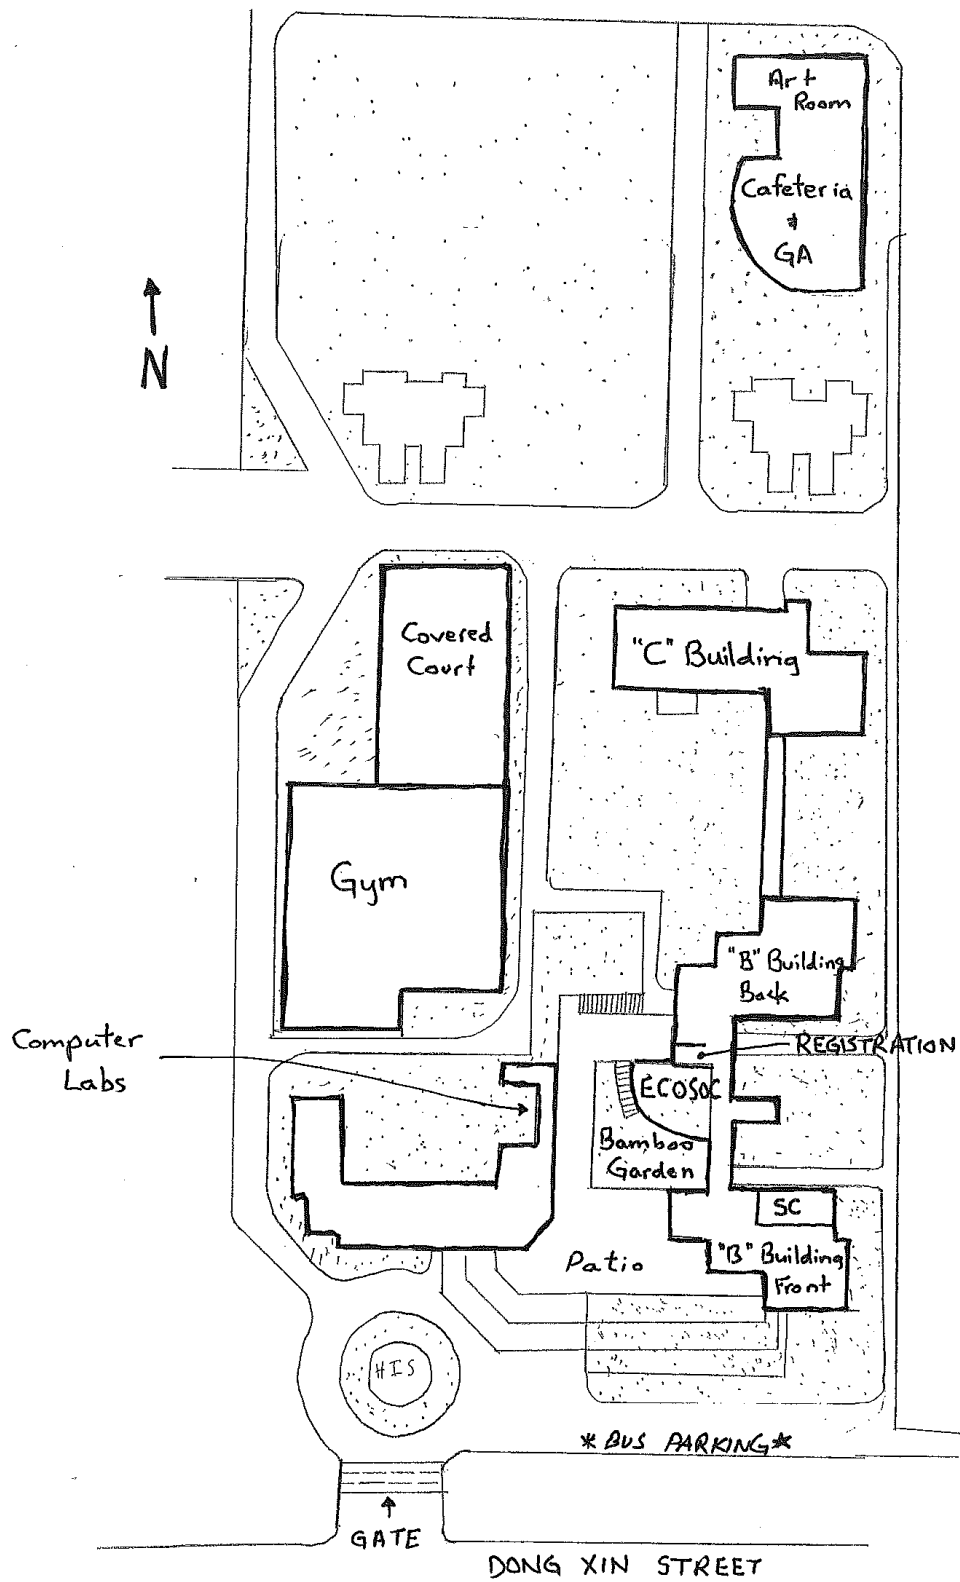 Art
Room
Cafeteria
&
GA
N
Covered
Court
"C" Building
Gym
"B" Building
Back
Computer
Labs
REGISTRATION
ECOSOC
Bamboo
Garden
SC
Patio
"B" Building
Front
HIS
*BUS PARKING*
GATE
DONG XIN STREET